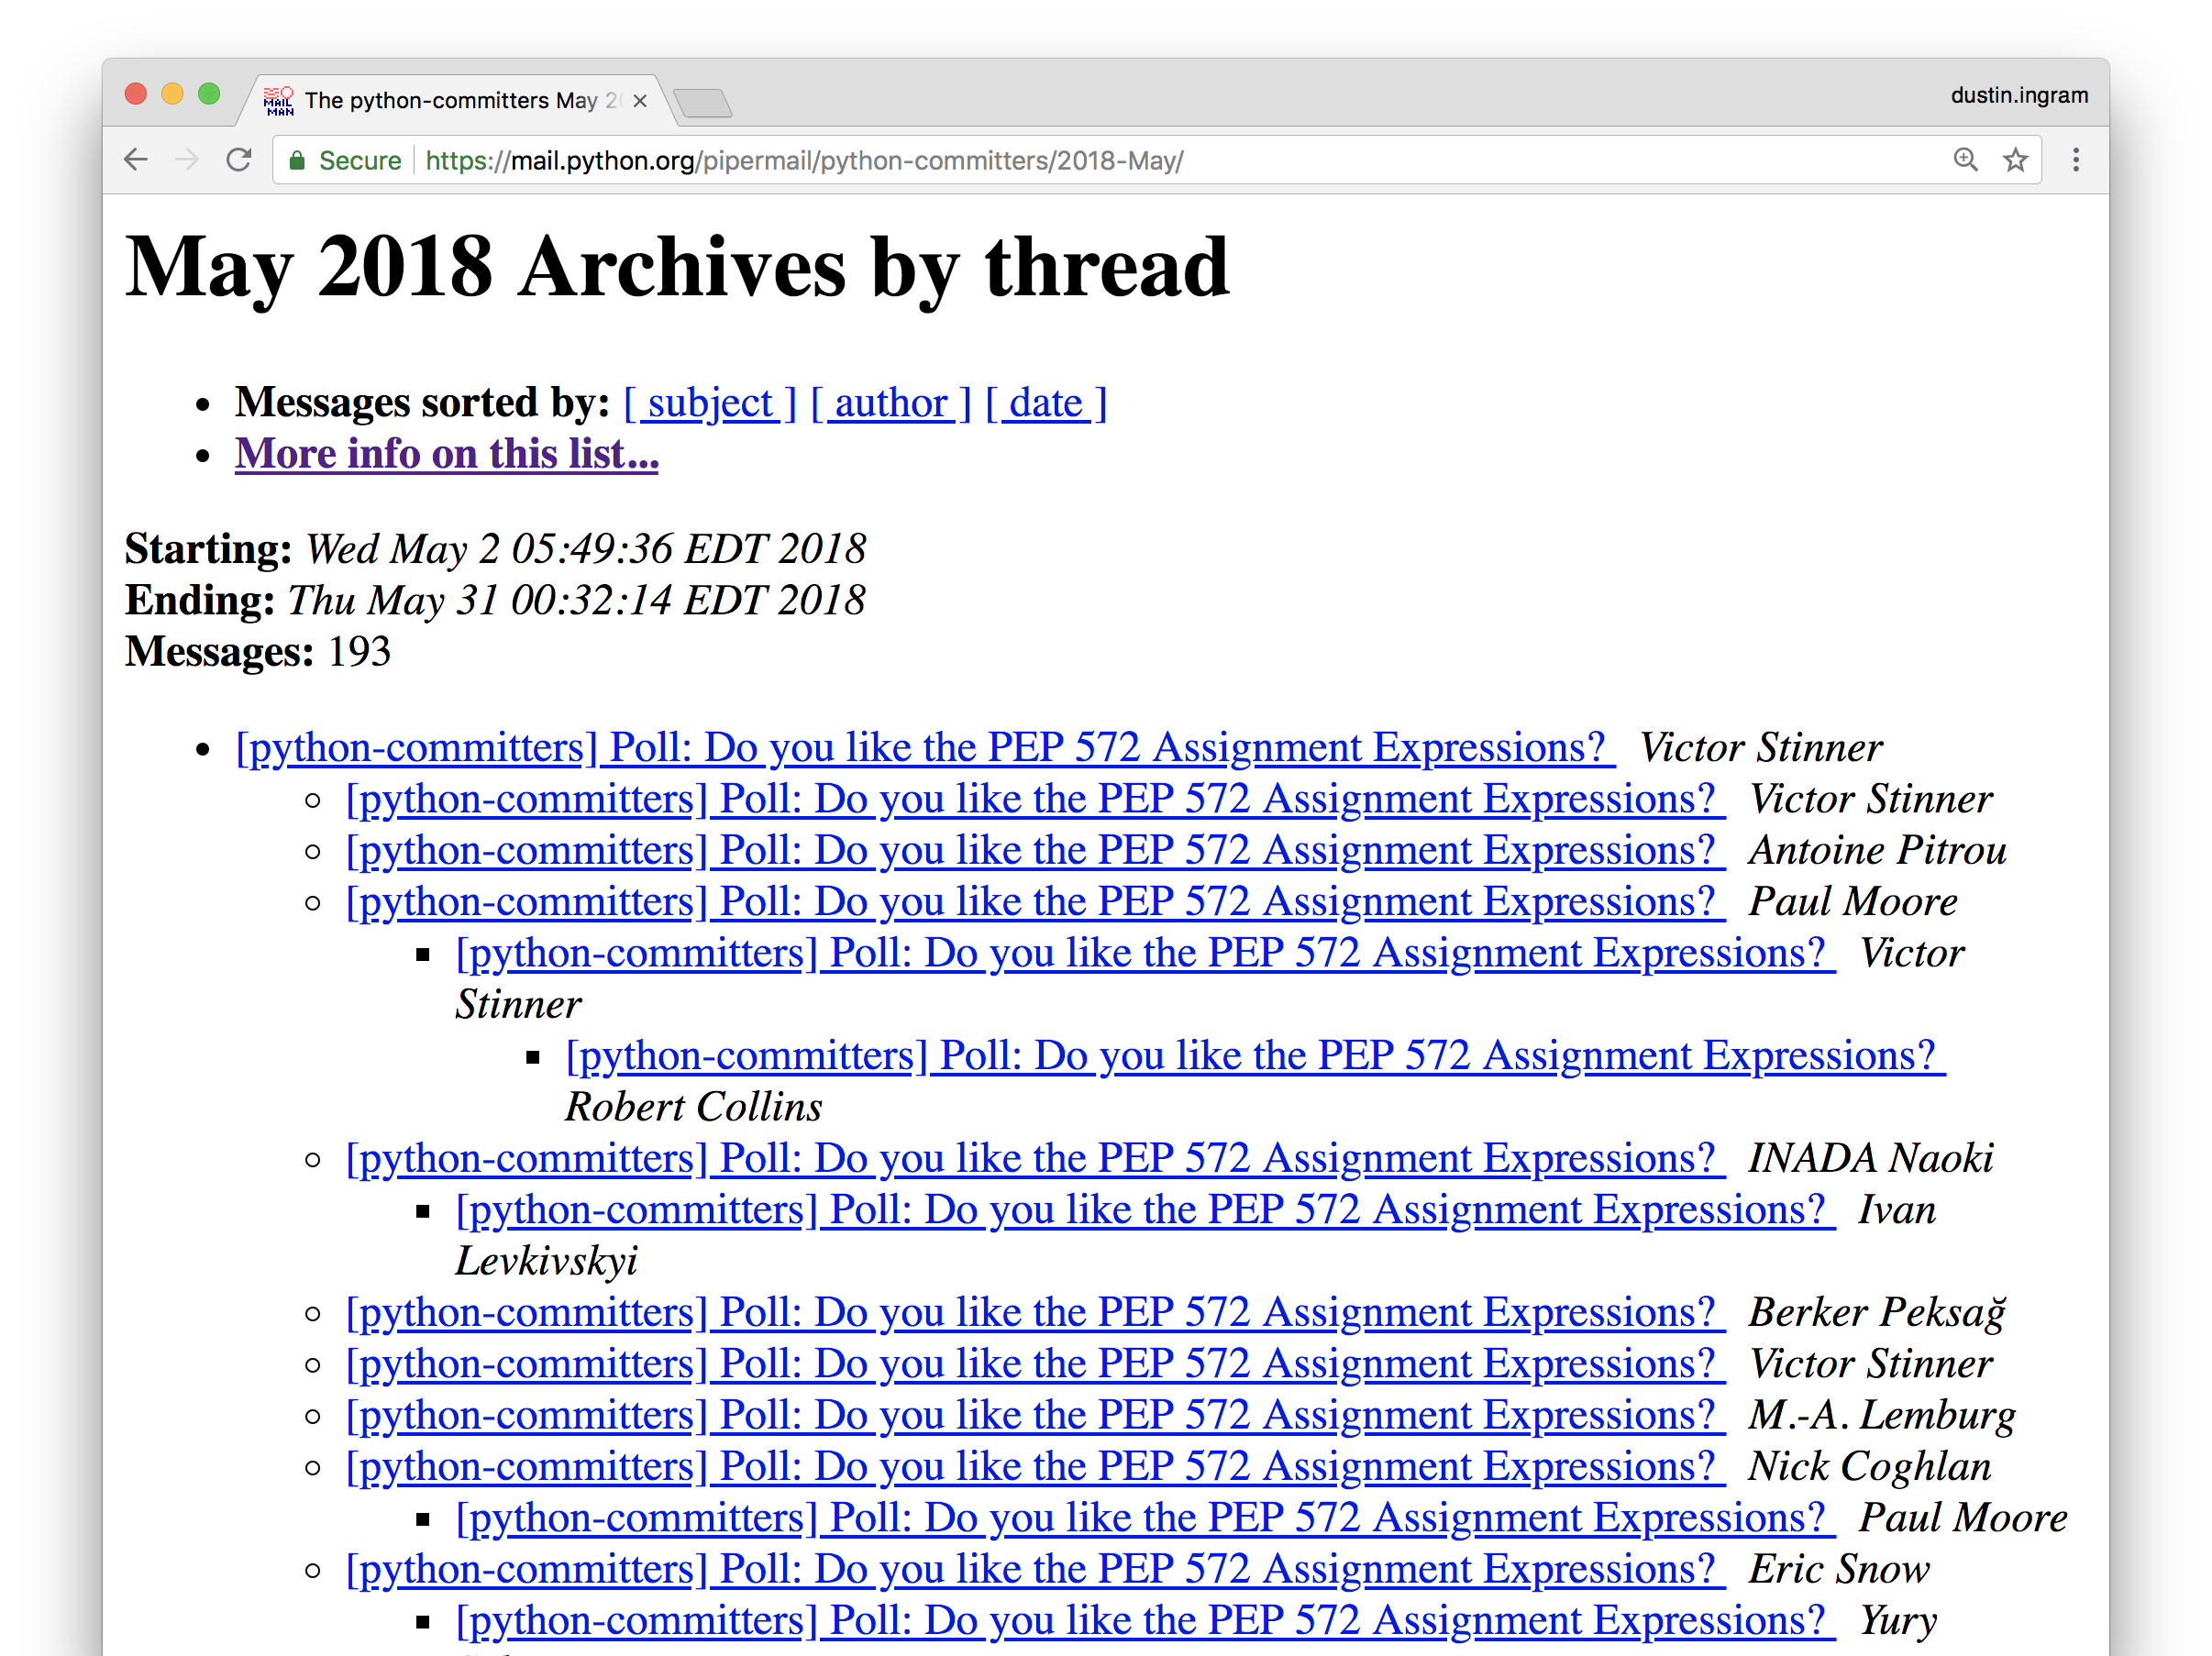 The python-committers May 20
dustin.ingram
Secure https://mail.python.org/pipermail/python-committers/2018-May/
May 2018 Archives by thread
Messages sorted by: [ subject ] [ author ] [ date ]
More info on this list...
Starting: Wed May 2 05:49:36 EDT 2018
Ending: Thu May 31 00:32:14 EDT 2018
Messages: 193
[python-committers] Poll: Do you like the PEP 572 Assignment Expressions? Victor Stinner
[python-committers] Poll: Do you like the PEP 572 Assignment Expressions? Victor Stinner
[python-committers] Poll: Do you like the PEP 572 Assignment Expressions? Antoine Pitrou
[python-committers] Poll: Do you like the PEP 572 Assignment Expressions? Paul Moore
[python-committers] Poll: Do you like the PEP 572 Assignment Expressions? Victor
Stinner
[python-committers] Poll: Do you like the PEP 572 Assignment Expressions?
Robert Collins
[python-committers] Poll: Do you like the PEP 572 Assignment Expressions? INADA Naoki
[python-committers] Poll: Do you like the PEP 572 Assignment Expressions? Ivan
Levkivskyi
[python-committers] Poll: Do you like the PEP 572 Assignment Expressions? Berker Peksağ
[python-committers] Poll: Do you like the PEP 572 Assignment Expressions? Victor Stinner
[python-committers] Poll: Do you like the PEP 572 Assignment Expressions? M.-A. Lemburg
[python-committers] Poll: Do you like the PEP 572 Assignment Expressions? Nick Coghlan
[python-committers] Poll: Do you like the PEP 572 Assignment Expressions? Paul Moore
[python-committers] Poll: Do you like the PEP 572 Assignment Expressions? Eric Snow
[python-committers] Poll: Do you like the PEP 572 Assignment Expressions? Yury